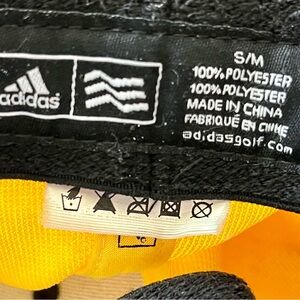 adidas
S/M
100% POLYESTER
100% POLYESTER
MADE IN CHINA
FABRIQUÉ EN CHINE
adidasgolf.com